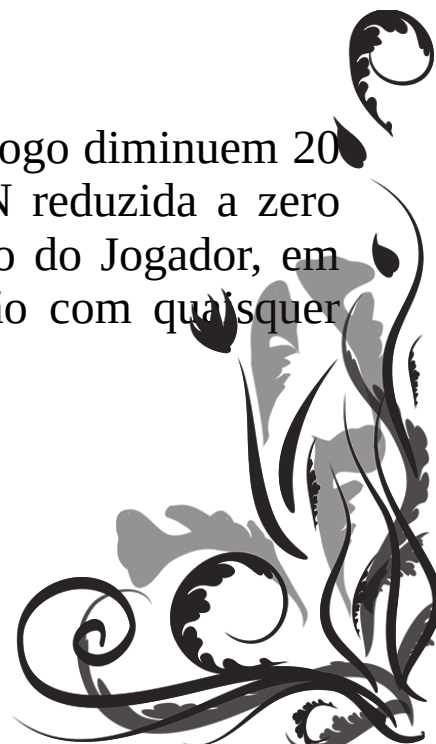 ogo diminuem 20
N reduzida a zero
o do Jogador, em
io com quaisquer